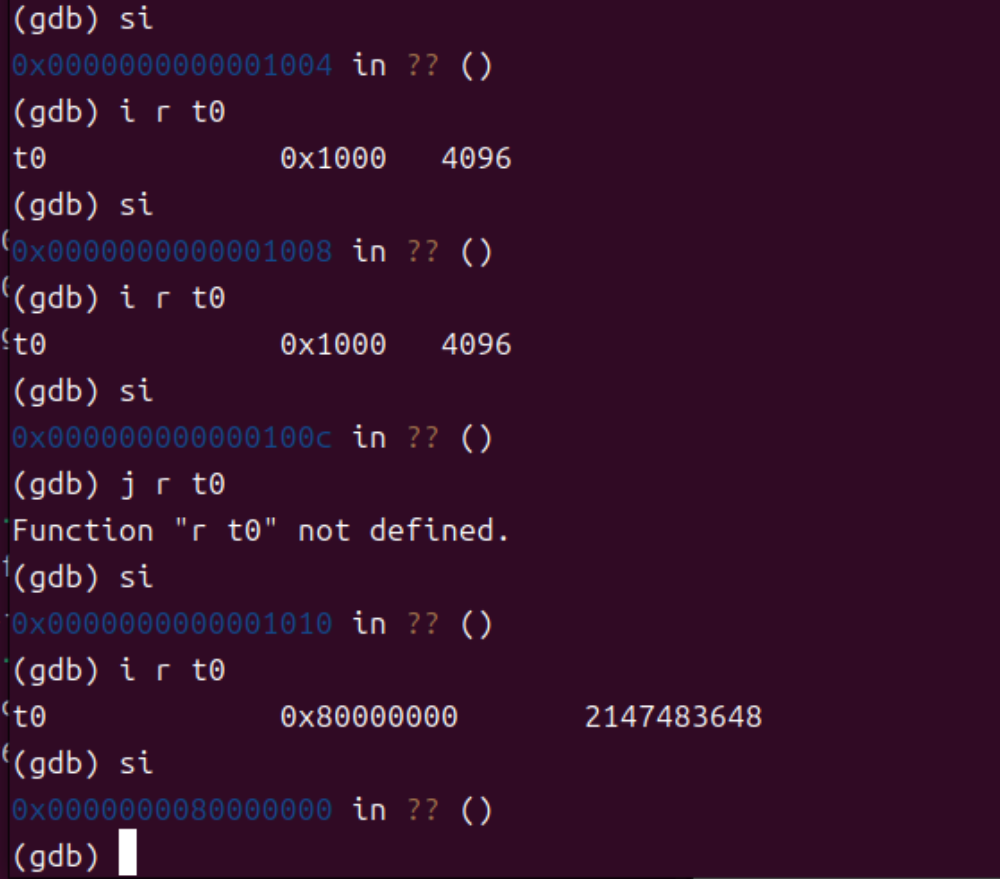 (gdb) si
0x0000000000001004 in ?? ()
(gdb) i r t0
t0 0x1000 4096
(gdb) si
0x0000000000001008 in ?? ()
(gdb) i r t0
t0 0x1000 4096
(gdb) si
0x000000000000100c in ?? ()
(gdb) j r t0
Function "r t0" not defined.
(gdb) si
0x0000000000001010 in ?? ()
(gdb) i r t0
t0 0x80000000 2147483648
(gdb) si
0x0000000080000000 in ?? ()
(gdb)